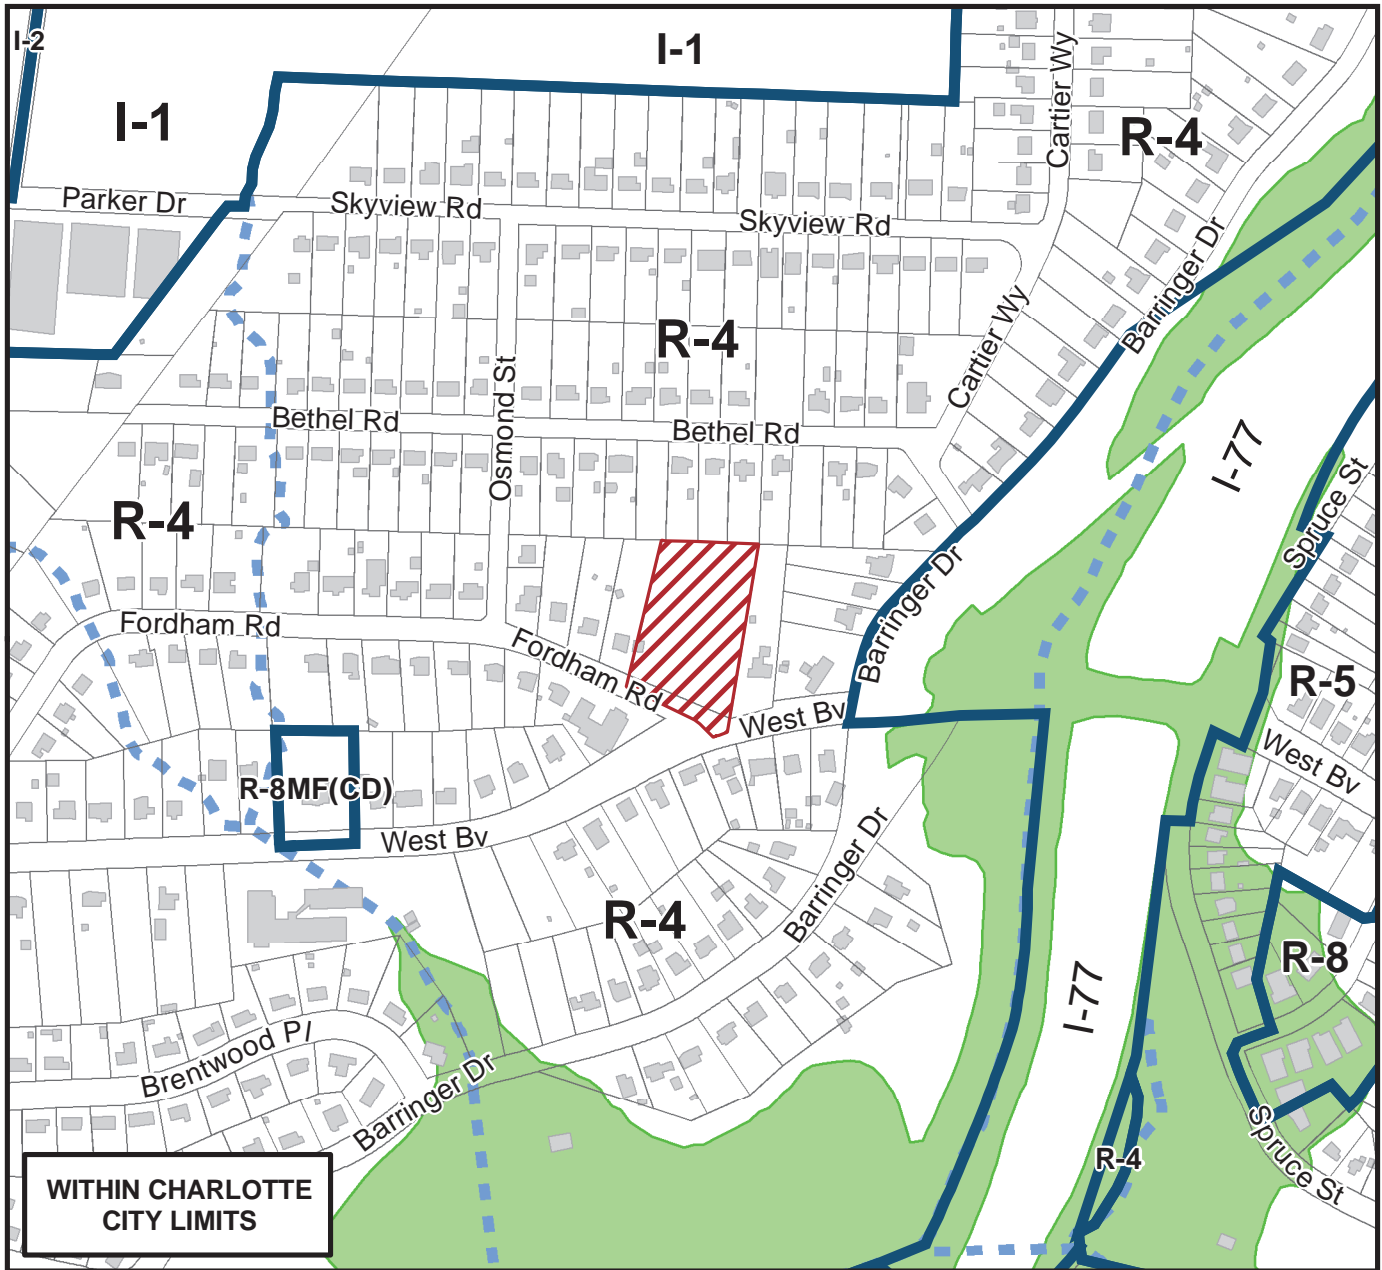 I-2
I-1
I-1
Cartier Wy
R-4
Parker Dr
Skyview Rd
Skyview Rd
Barringer Dr
Cartier Wy
R-4
Osmond St
Bethel Rd
Bethel Rd
I-77
Spruce St
R-4
Barringer Dr
Fordham Rd
Fordham Rd
R-5
West Bv
West Bv
R-8MF(CD)
West Bv
Barringer Dr
R-4
R-8
I-77
Brentwood Pl
Barringer Dr
R-4
Spruce St
WITHIN CHARLOTTE
CITY LIMITS